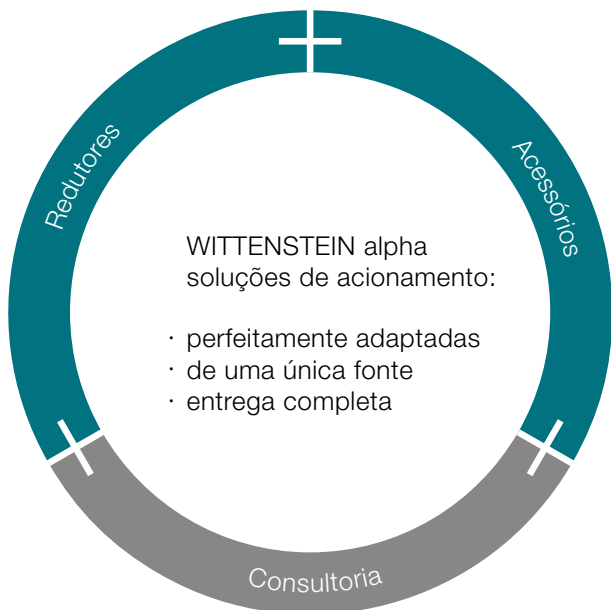 Redutores
Acessórios
WITTENSTEIN alpha
soluções de acionamento:
· perfeitamente adaptadas
· de uma única fonte
· entrega completa
Consultoria